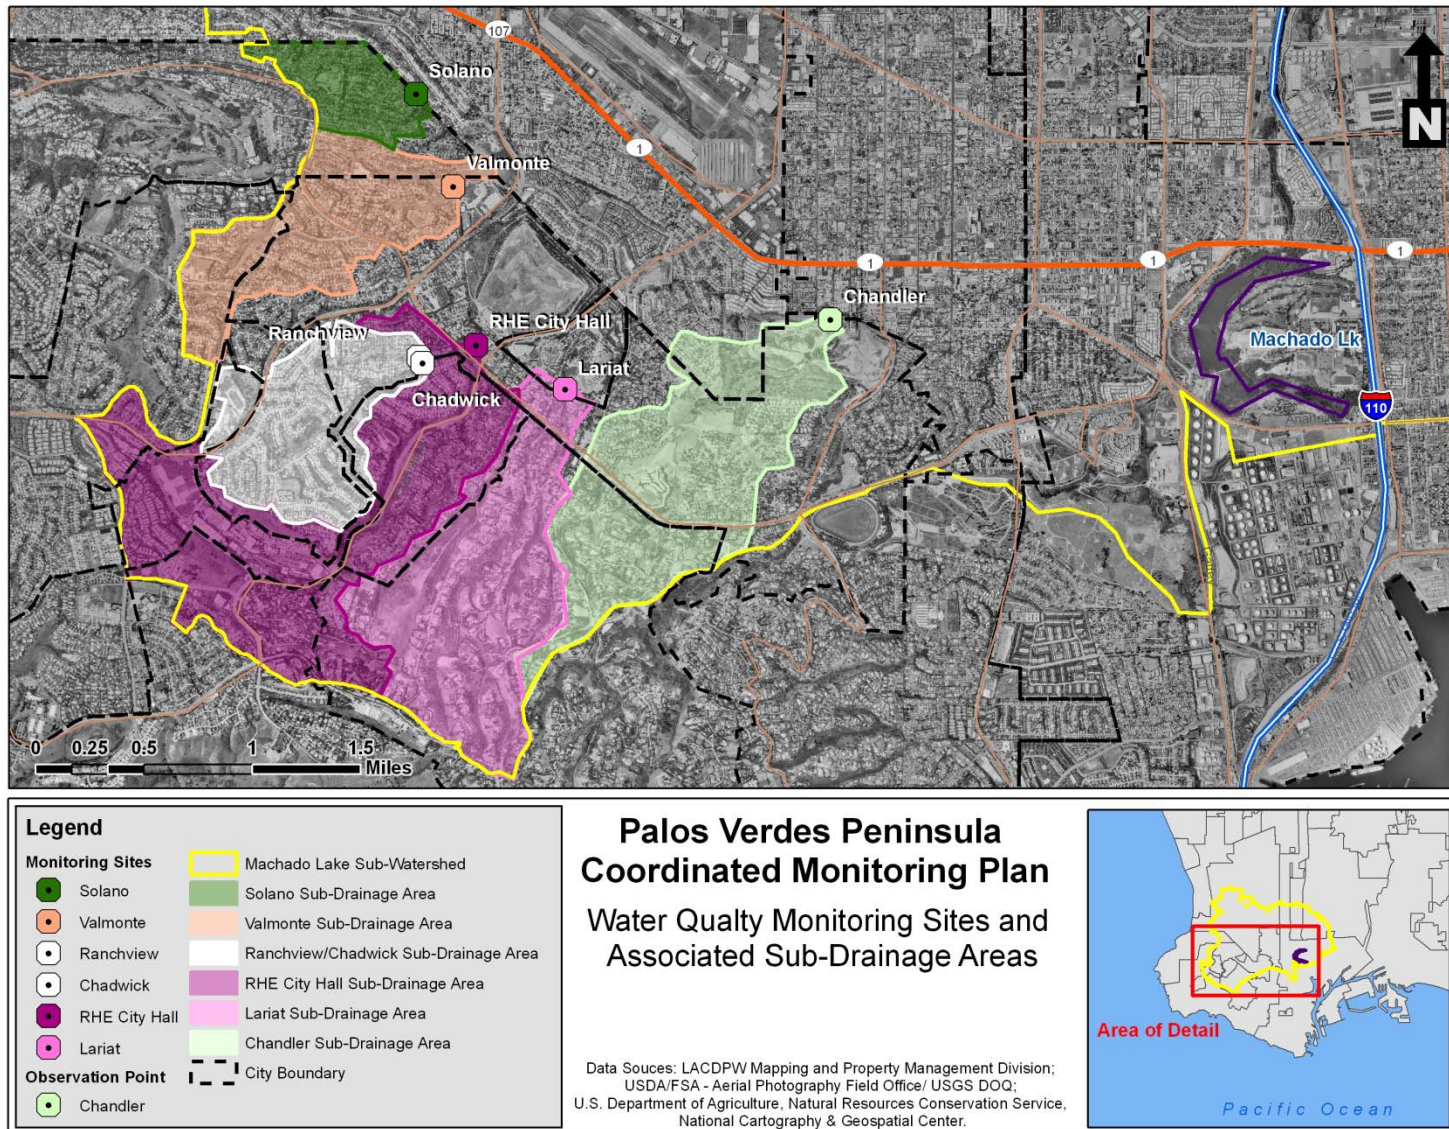 107
Solano
1
Valmonte
N
1
1
1
Chandler
RHE City Hall
Ranchview
Machado Lk
Lariat
Chadwick
110
0 0.25 0.5 1 1.5
Miles
Legend
Monitoring Sites
Solano
Valmonte
Ranchview
Chadwick
RHE City Hall
Lariat
Observation Point
Chandler
Machado Lake Sub-Watershed
Solano Sub-Drainage Area
Valmonte Sub-Drainage Area
Ranchview/Chadwick Sub-Drainage Area
RHE City Hall Sub-Drainage Area
Lariat Sub-Drainage Area
Chandler Sub-Drainage Area
City Boundary
Palos Verdes Peninsula
Coordinated Monitoring Plan
Water Qualty Monitoring Sites and
Associated Sub-Drainage Areas
Data Souces: LACDPW Mapping and Property Management Division;
USDA/FSA - Aerial Photography Field Office/ USGS DOQ;
U.S. Department of Agriculture, Natural Resources Conservation Service,
National Cartography & Geospatial Center.
Area of Detail
Pacific Ocean